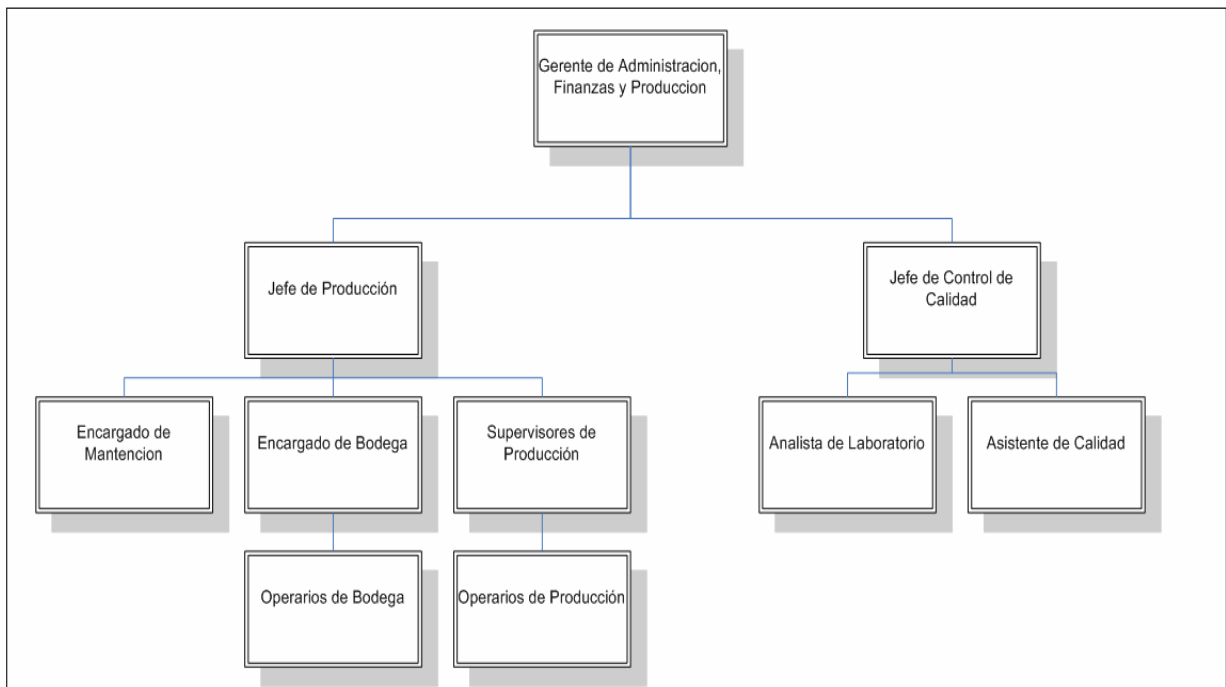 Gerente de Administracion,
Finanzas y Produccion
Jefe de Producción
Jefe de Control de
Calidad
Encargado de
Mantencion
Encargado de Bodega
Supervisores de
Producción
Analista de Laboratorio
Asistente de Calidad
Operarios de Bodega
Operarios de Producción